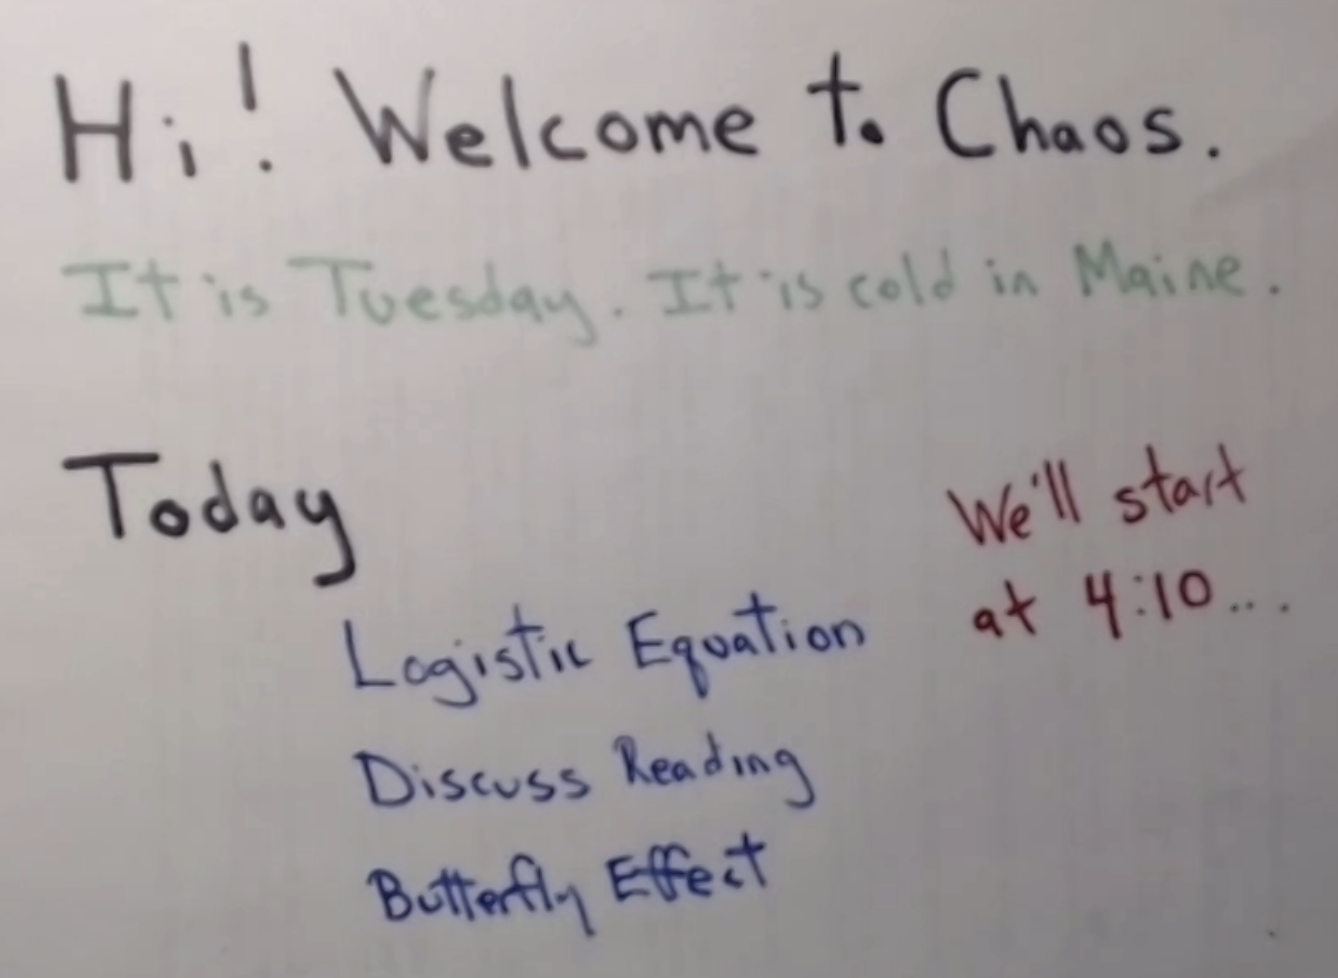 Hi! Welcome to Chaos.
It is Tuesday. It is cold in Maine.
Today
We'll start
at 4:10...
Logistic Equation
Discuss Reading
Butterfly Effect